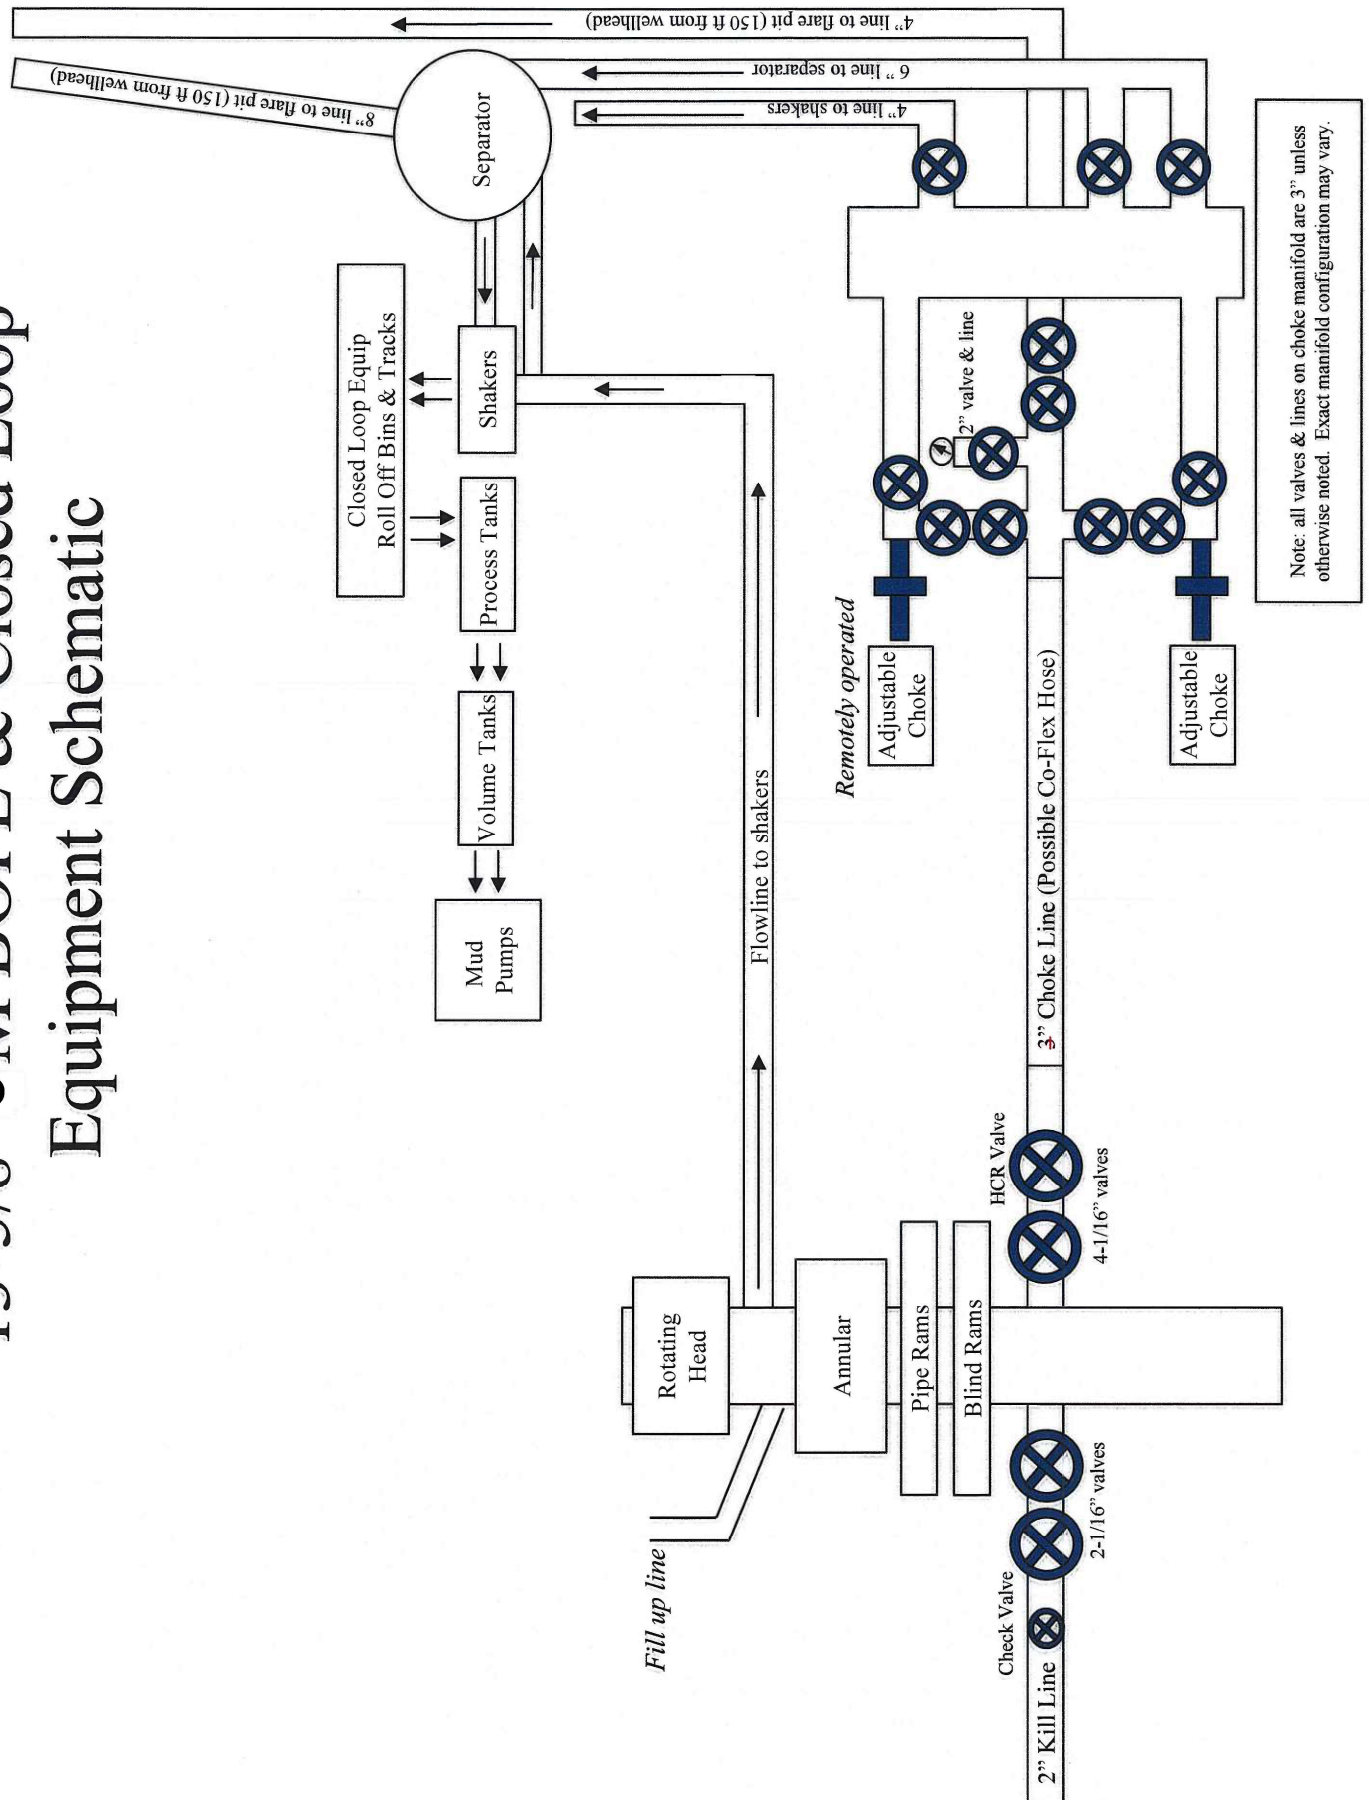 Equipment Schematic
Closed Loop Equip
Roll Off Bins & Tracks
Mud
Pumps
Volume Tanks
Process Tanks
Shakers
Separator
8” line to flare pit (150 ft from wellhead)
4” line to flare pit (150 ft from wellhead)
6 “ line to separator
4” line to shakers
Fill up line
Rotating
Head
Flowline to shakers
Annular
Pipe Rams
Blind Rams
Remotely operated
Adjustable
Choke
2” valve & line
Check Valve
HCR Valve
2” Kill Line
3” Choke Line (Possible Co-Flex Hose)
2-1/16” valves
4-1/16” valves
Adjustable
Choke
Note: all valves & lines on choke manifold are 3” unless
otherwise noted. Exact manifold configuration may vary.